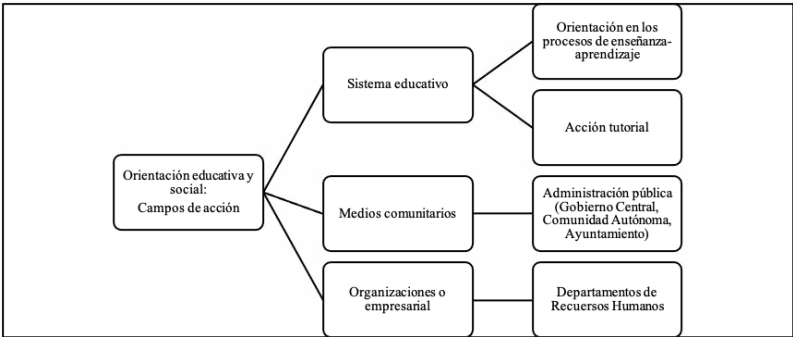 Orientación educativa y
social:
Campos de acción
Sistema educativo
Orientación en los
procesos de enseñanza-
aprendizaje
Acción tutorial
Medios comunitarios
Administración pública
(Gobierno Central,
Comunidad Autónoma,
Ayuntamiento)
Organizaciones o
empresarial
Departamentos de
Recuersos Humanos